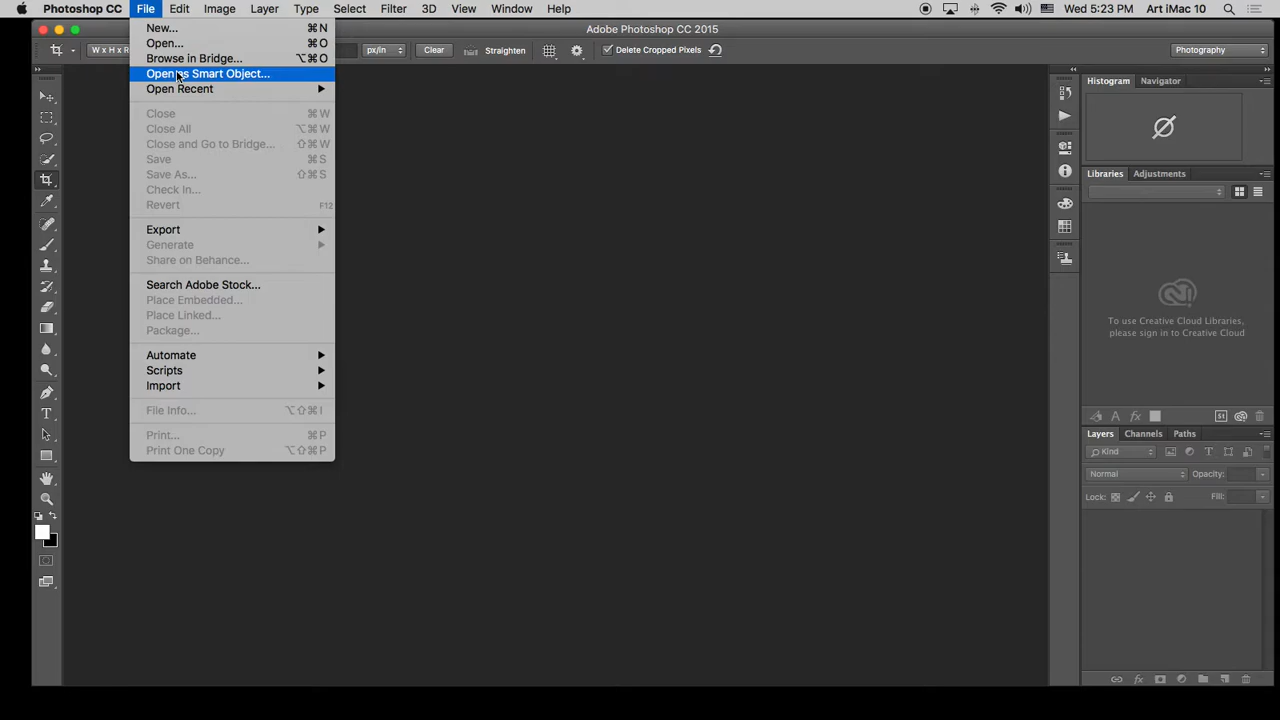 Photoshop CC File Edit Image Layer Type Select Filter 3D View Window Help Wed 5:23 PM Art iMac 10
Adobe Photoshop CC 2015
W x H x R px/in Clear Straighten Delete Cropped Pixels Photography
New... ⌘N
Open... ⌘O
Browse in Bridge... ⌥⌘O
Open as Smart Object...
Open Recent
Close ⌘W
Close All ⌥⌘W
Close and Go to Bridge... ⇧⌘W
Save ⌘S
Save As... ⇧⌘S
Check In...
Revert F12
Export
Generate
Share on Behance...
Search Adobe Stock...
Place Embedded...
Place Linked...
Package...
Automate
Scripts
Import
File Info... ⌥⇧⌘I
Print... ⌘P
Print One Copy ⌥⇧⌘P
Histogram Navigator
Libraries Adjustments
To use Creative Cloud Libraries,
please sign in to Creative Cloud
Layers Channels Paths
Kind
Normal Opacity:
Lock: Fill: